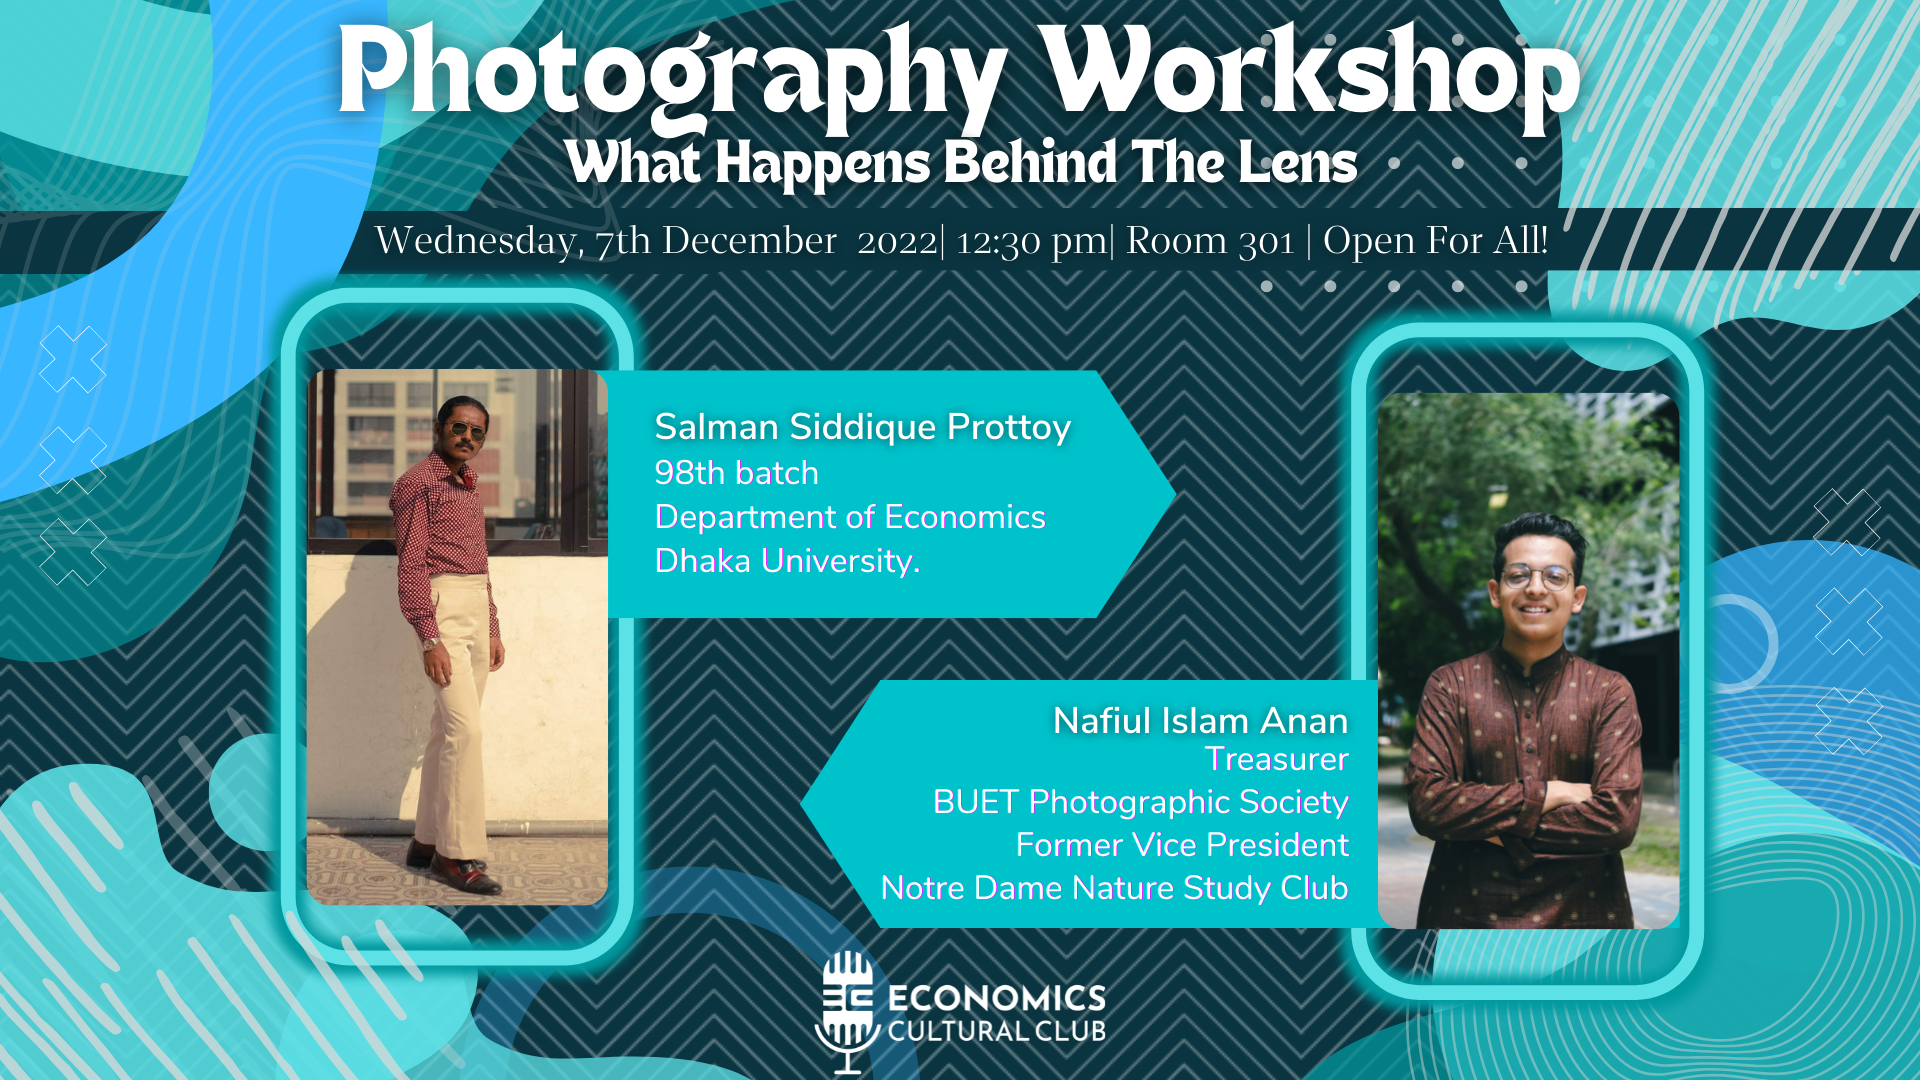 Photography Workshop
What Happens Behind The Lens
Wednesday, 7th December 2022| 12:30 pm| Room 301 | Open For All!
Salman Siddique Prottoy
98th batch
Department of Economics
Dhaka University.
Nafiul Islam Anan
Treasurer
BUET Photographic Society
Former Vice President
Notre Dame Nature Study Club
ECONOMICS
CULTURAL CLUB